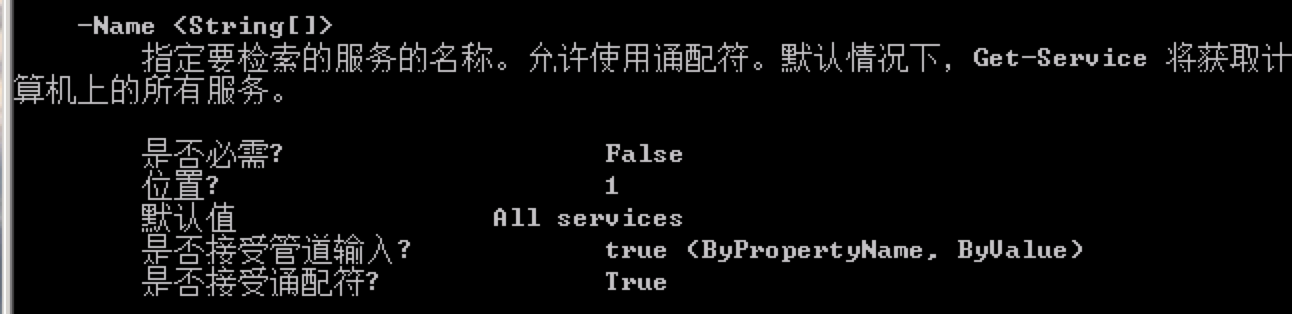 -Name <String[]>
指定要检索的服务的名称。允许使用通配符。默认情况下，Get-Service 将获取计
算机上的所有服务。
是否必需? False
位置? 1
默认值 All services
是否接受管道输入? true (ByPropertyName, ByValue)
是否接受通配符? True